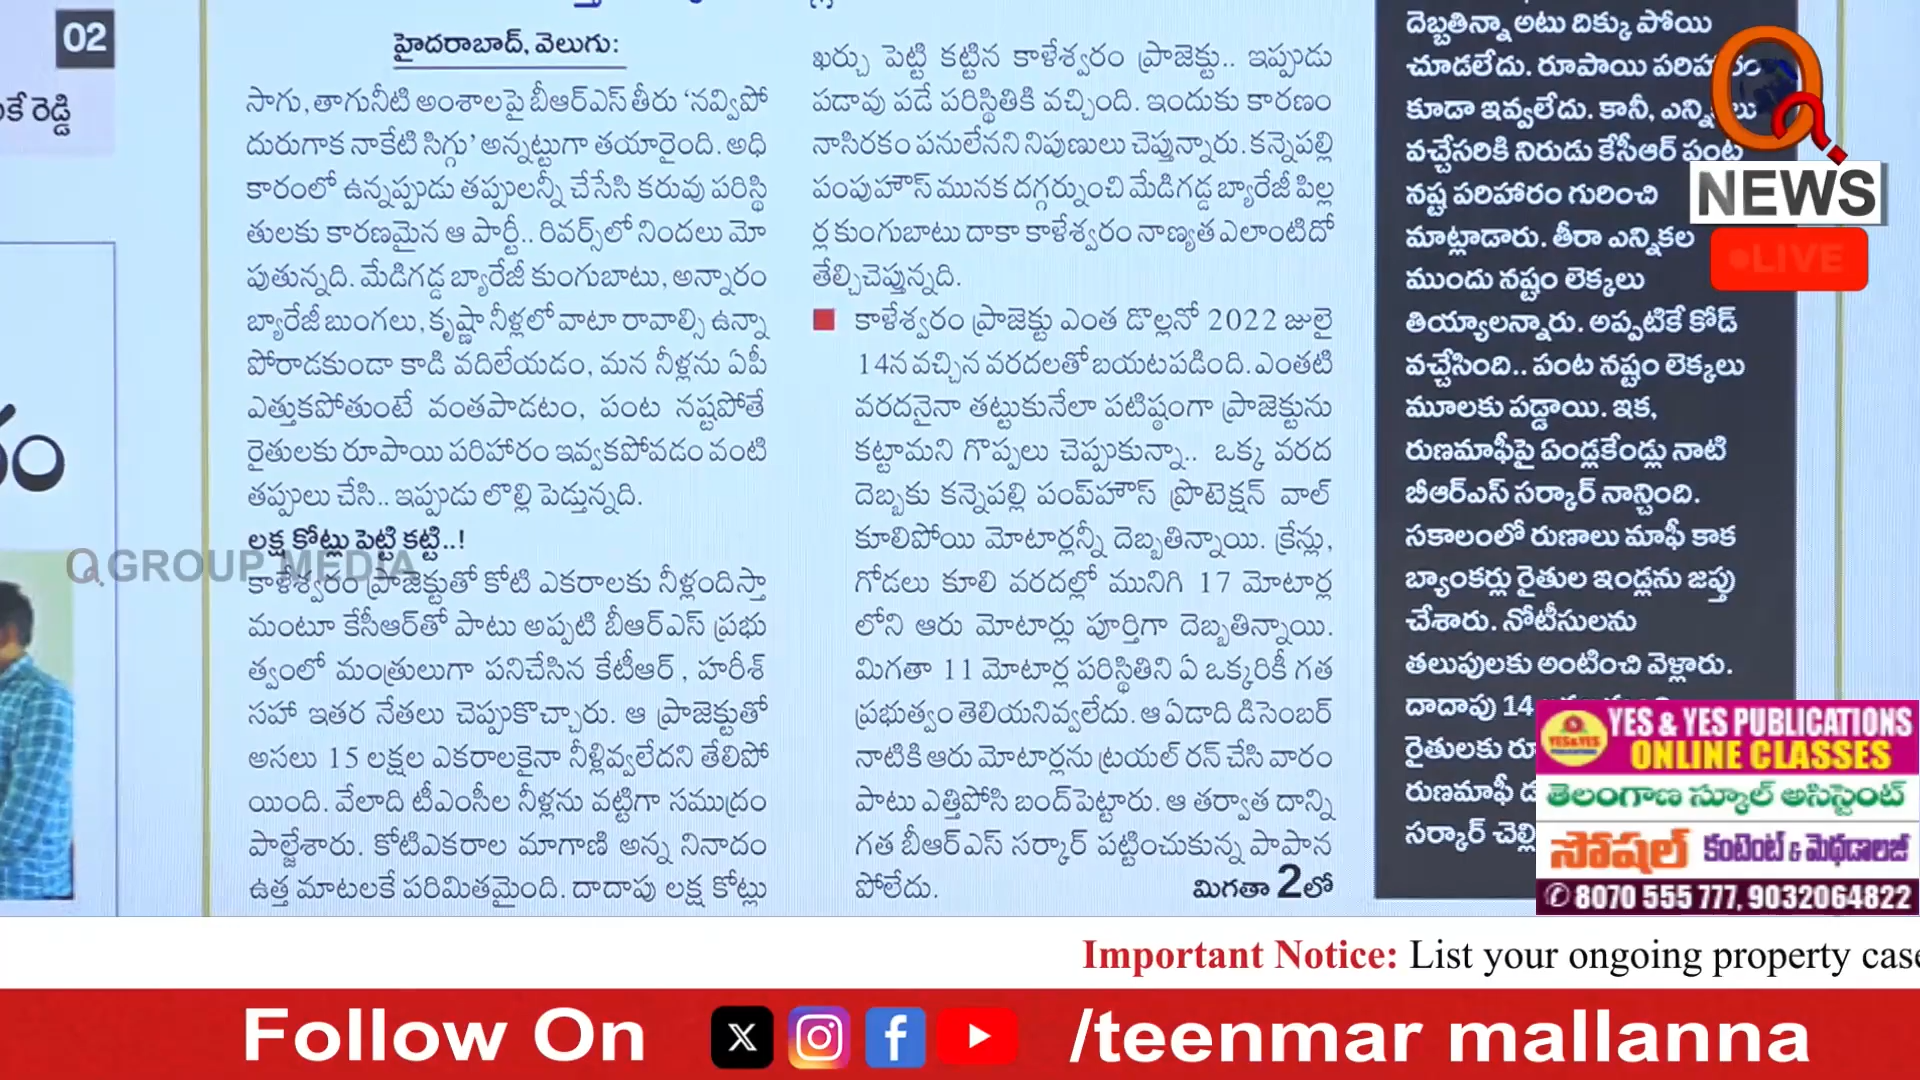 02
కే రెడ్డి
రం
హైదరాబాద్, వెలుగు:
సాగు, తాగునీటి అంశాలపై బీఆర్ఎస్ తీరు ‘నవ్విపో
దురుగాక నాకేటి సిగ్గు’ అన్నట్టుగా తయారైంది. అధి
కారంలో ఉన్నప్పుడు తప్పులన్నీ చేసేసి కరువు పరిస్థి
తులకు కారణమైన ఆ పార్టీ.. రివర్స్‌లో నిందలు మో
పుతున్నది. మేడిగడ్డ బ్యారేజీ కుంగుబాటు, అన్నారం
బ్యారేజీ బుంగలు, కృష్ణా నీళ్లలో వాటా రావాల్సి ఉన్నా
పోరాడకుండా కాడి వదిలేయడం, మన నీళ్లను ఏపీ
ఎత్తుకపోతుంటే వంతపాడటం, పంట నష్టపోతే
రైతులకు రూపాయి పరిహారం ఇవ్వకపోవడం వంటి
తప్పులు చేసి.. ఇప్పుడు లొల్లి పెడ్తున్నది.
లక్ష కోట్లు పెట్టి కట్టి..!
కాళేశ్వరం ప్రాజెక్టుతో కోటి ఎకరాలకు నీళ్లందిస్తా
మంటూ కేసీఆర్‌తో పాటు అప్పటి బీఆర్ఎస్ ప్రభు
త్వంలో మంత్రులుగా పనిచేసిన కేటీఆర్, హరీశ్
సహా ఇతర నేతలు చెప్పుకొచ్చారు. ఆ ప్రాజెక్టుతో
అసలు 15 లక్షల ఎకరాలకైనా నీళ్లివ్వలేదని తేలిపో
యింది. వేలాది టీఎంసీల నీళ్లను వట్టిగా సముద్రం
పాల్జేశారు. కోటిఎకరాల మాగాణి అన్న నినాదం
ఉత్త మాటలకే పరిమితమైంది. దాదాపు లక్ష కోట్లు
ఖర్చు పెట్టి కట్టిన కాళేశ్వరం ప్రాజెక్టు.. ఇప్పుడు
పడావు పడే పరిస్థితికి వచ్చింది. ఇందుకు కారణం
నాసిరకం పనులేనని నిపుణులు చెప్తున్నారు. కన్నెపల్లి
పంపుహౌస్ మునక దగ్గర్నుంచి మేడిగడ్డ బ్యారేజీ పిల్ల
ర్ల కుంగుబాటు దాకా కాళేశ్వరం నాణ్యత ఎలాంటిదో
తేల్చిచెప్తున్నది.
■ కాళేశ్వరం ప్రాజెక్టు ఎంత డొల్లనో 2022 జులై
14న వచ్చిన వరదలతో బయటపడింది. ఎంతటి
వరదనైనా తట్టుకునేలా పటిష్ఠంగా ప్రాజెక్టును
కట్టామని గొప్పలు చెప్పుకున్నా.. ఒక్క వరద
దెబ్బకు కన్నెపల్లి పంప్‌హౌస్ ప్రొటెక్షన్ వాల్
కూలిపోయి మోటార్లన్నీ దెబ్బతిన్నాయి. క్రేన్లు,
గోడలు కూలి వరదల్లో మునిగి 17 మోటార్ల
లోని ఆరు మోటార్లు పూర్తిగా దెబ్బతిన్నాయి.
మిగతా 11 మోటార్ల పరిస్థితిని ఏ ఒక్కరికీ గత
ప్రభుత్వం తెలియనివ్వలేదు. ఆ ఏడాది డిసెంబర్
నాటికి ఆరు మోటార్లను ట్రయల్ రన్ చేసి వారం
పాటు ఎత్తిపోసి బంద్‌పెట్టారు. ఆ తర్వాత దాన్ని
గత బీఆర్ఎస్ సర్కార్ పట్టించుకున్న పాపాన
పోలేదు.
మిగతా 2లో
దెబ్బతిన్నా అటు దిక్కు పోయి
చూడలేదు. రూపాయి పరిహారం
కూడా ఇవ్వలేదు. కానీ, ఎన్నికలు
వచ్చేసరికి నిరుడు కేసీఆర్ పంట
నష్ట పరిహారం గురించి
మాట్లాడారు. తీరా ఎన్నికల
ముందు నష్టం లెక్కలు
తియ్యాలన్నారు. అప్పటికే కోడ్
వచ్చేసింది.. పంట నష్టం లెక్కలు
మూలకు పడ్డాయి. ఇక,
రుణమాఫీపై ఏండ్లకేండ్లు నాటి
బీఆర్ఎస్ సర్కార్ నాన్చింది.
సకాలంలో రుణాలు మాఫీ కాక
బ్యాంకర్లు రైతుల ఇండ్లను జప్తు
చేశారు. నోటీసులను
తలుపులకు అంటించి వెళ్లారు.
దాదాపు 14
రైతులకు రూ
రుణమాఫీ డ
సర్కార్ చెల్లి
Q
NEWS
LIVE
Q GROUP MEDIA
YES & YES PUBLICATIONS
ONLINE CLASSES
తెలంగాణ స్కూల్ అసిస్టెంట్
సోషల్ కంటెంట్ & మెథడాలజీ
8070 555 777, 9032064822
Important Notice: List your ongoing property case
Follow On /teenmar mallanna